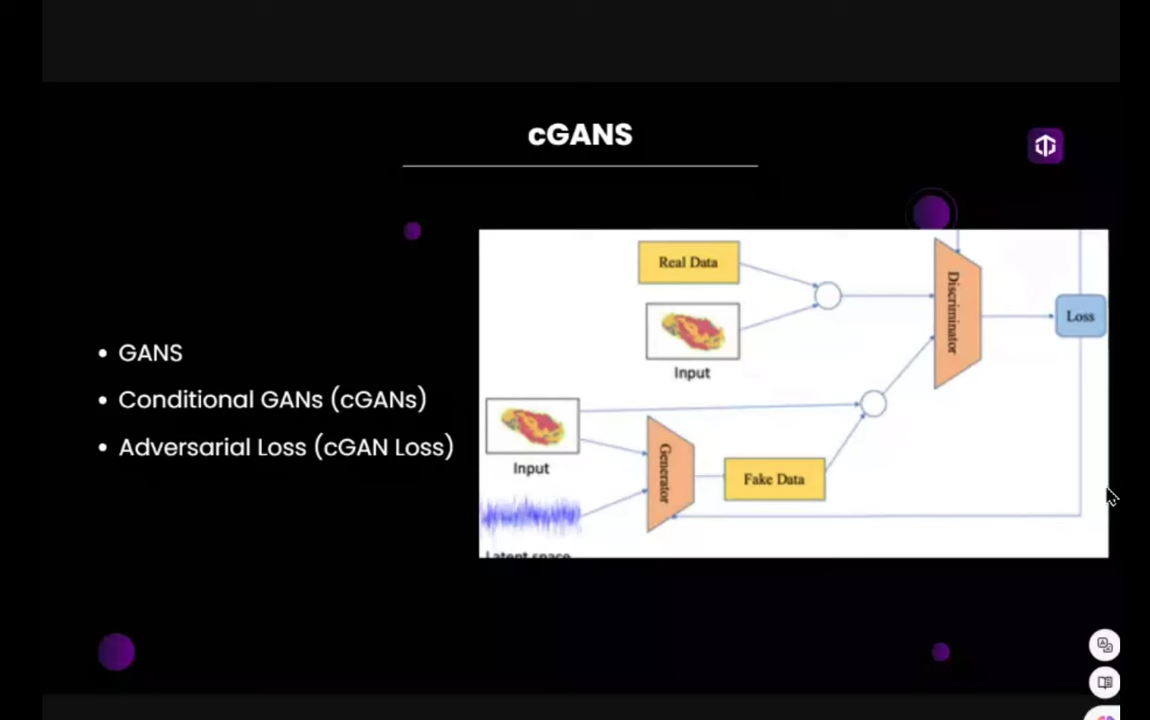 cGANS
GANS
Conditional GANs (cGANs)
Adversarial Loss (cGAN Loss)
Real Data
Input
Discriminator
Loss
Input
Generator
Fake Data
Latent space